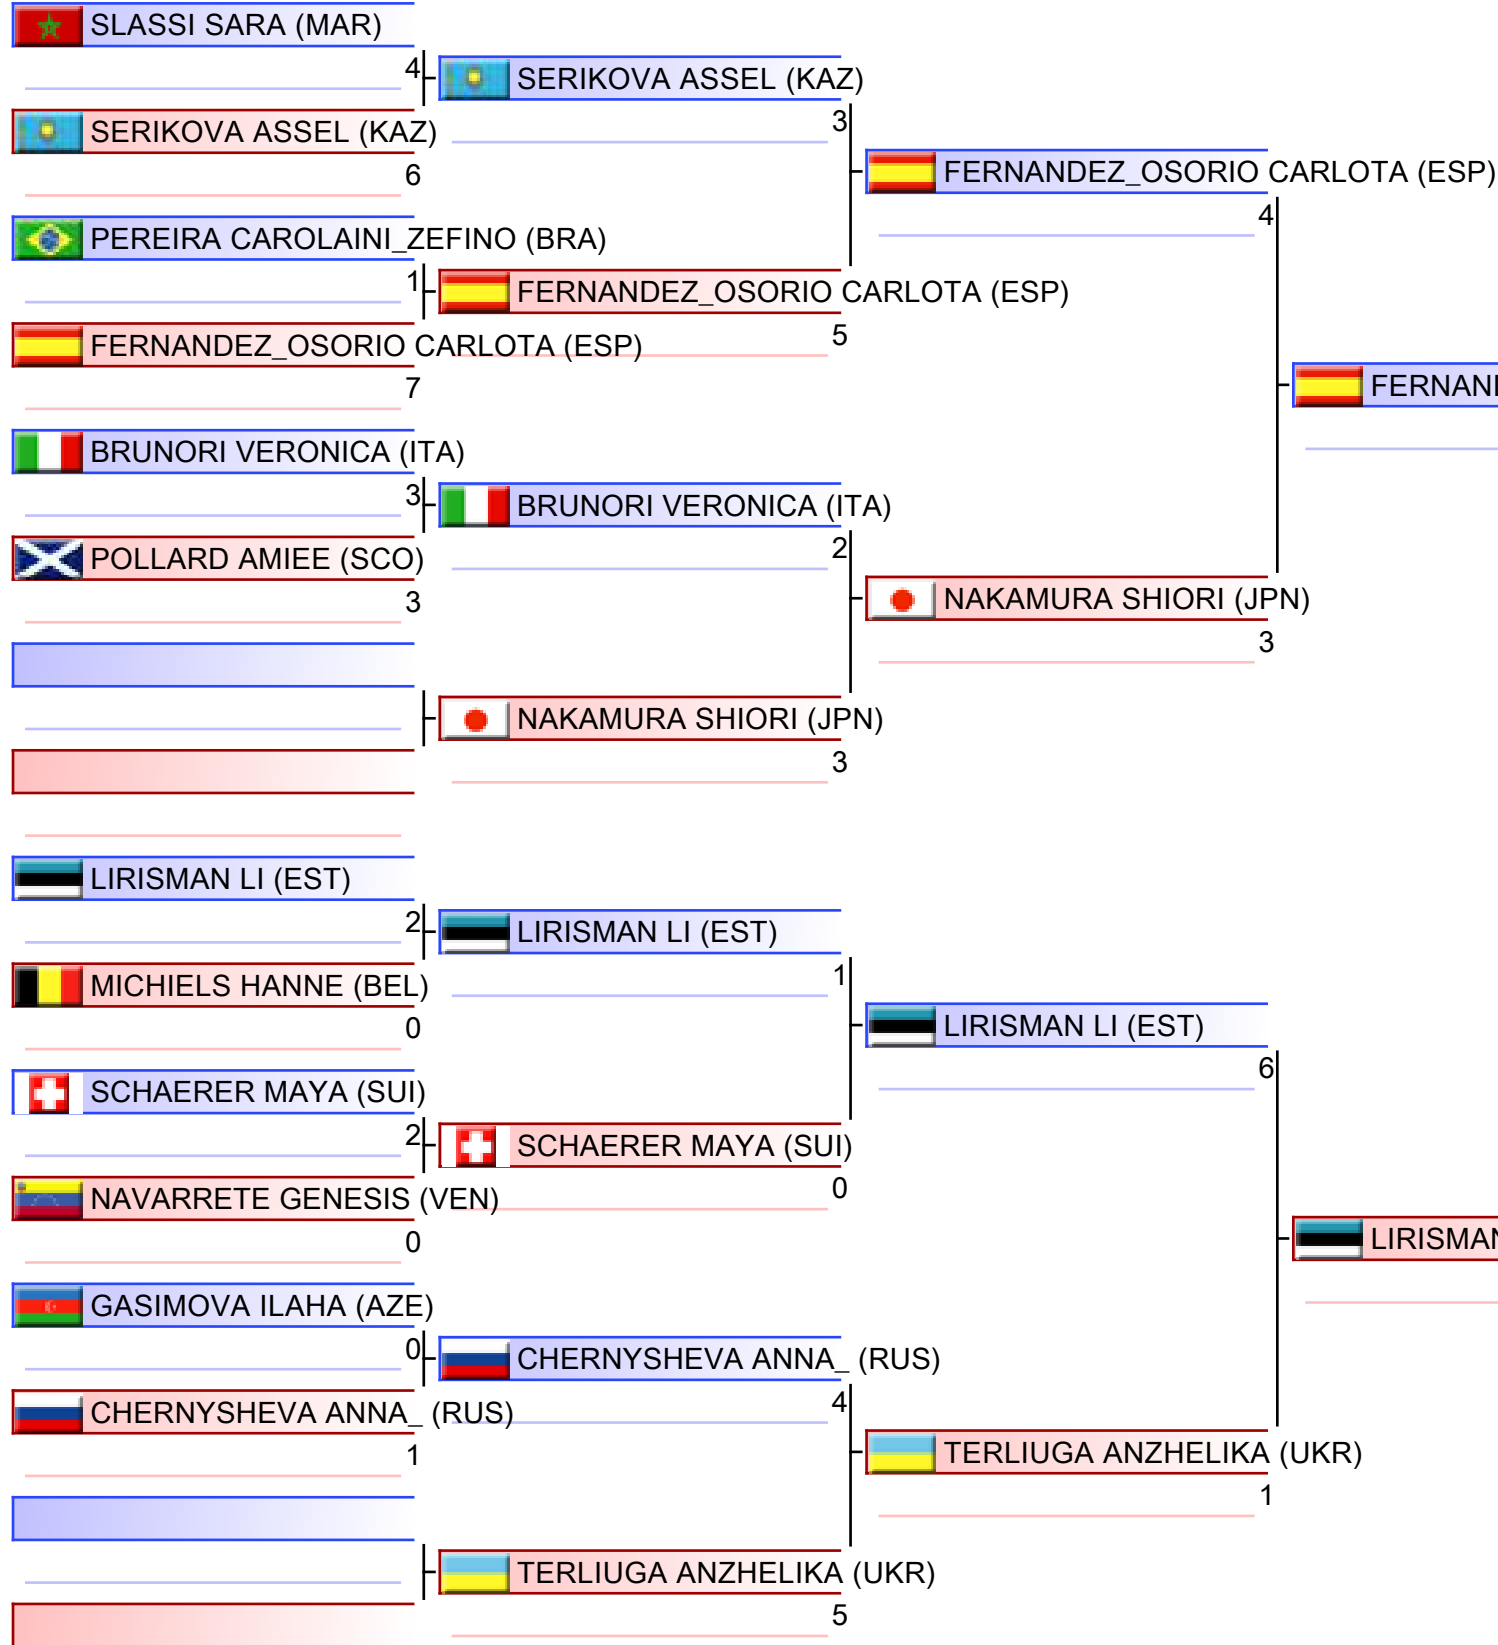 SLASSI SARA (MAR)
4
SERIKOVA ASSEL (KAZ)
6
PEREIRA CAROLAINI_ZEFINO (BRA)
1
FERNANDEZ_OSORIO CARLOTA (ESP)
7
BRUNORI VERONICA (ITA)
3
POLLARD AMIEE (SCO)
3
LIRISMAN LI (EST)
2
MICHIELS HANNE (BEL)
0
SCHAERER MAYA (SUI)
2
NAVARRETE GENESIS (VEN)
0
GASIMOVA ILAHA (AZE)
0
CHERNYSHEVA ANNA_ (RUS)
1
SERIKOVA ASSEL (KAZ)
3
FERNANDEZ_OSORIO CARLOTA (ESP)
5
BRUNORI VERONICA (ITA)
2
NAKAMURA SHIORI (JPN)
3
LIRISMAN LI (EST)
1
SCHAERER MAYA (SUI)
0
CHERNYSHEVA ANNA_ (RUS)
4
TERLIUGA ANZHELIKA (UKR)
5
FERNANDEZ_OSORIO CARLOTA (ESP)
4
NAKAMURA SHIORI (JPN)
3
LIRISMAN LI (EST)
6
TERLIUGA ANZHELIKA (UKR)
1
FERNAN
LIRISMAN